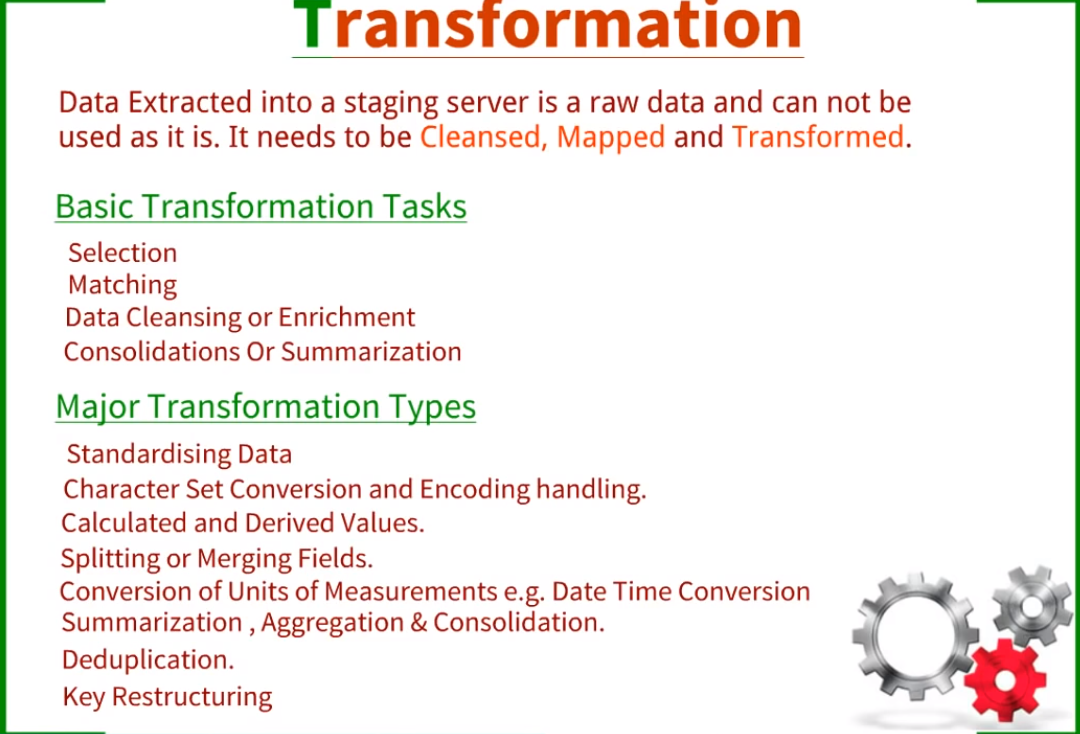 Transformation
Data Extracted into a staging server is a raw data and can not be
used as it is. It needs to be Cleansed, Mapped and Transformed.
Basic Transformation Tasks
Selection
Matching
Data Cleansing or Enrichment
Consolidations Or Summarization
Major Transformation Types
Standardising Data
Character Set Conversion and Encoding handling.
Calculated and Derived Values.
Splitting or Merging Fields.
Conversion of Units of Measurements e.g. Date Time Conversion
Summarization , Aggregation & Consolidation.
Deduplication.
Key Restructuring